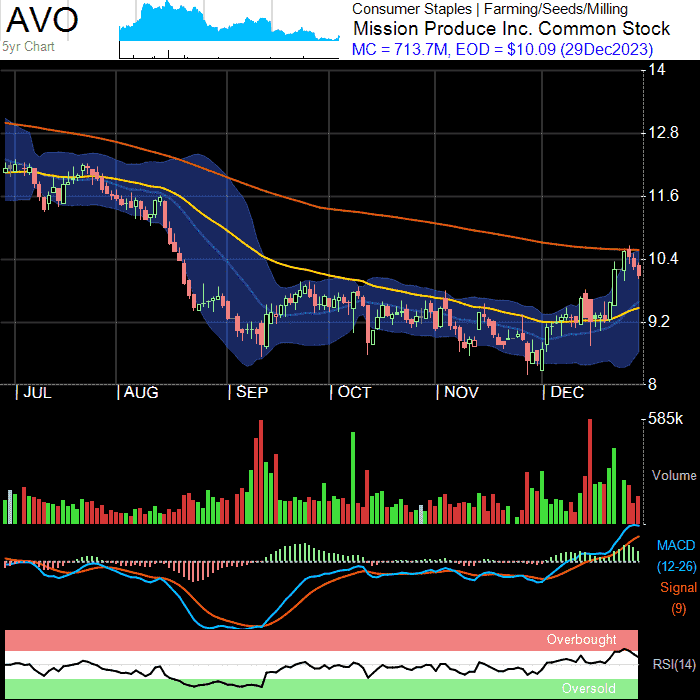 AVO
5yr Chart
Consumer Staples | Farming/Seeds/Milling
Mission Produce Inc. Common Stock
MC = 713.7M, EOD = $10.09 (29Dec2023)
14
12.8
11.6
10.4
9.2
8
JUL AUG SEP OCT NOV DEC
585k
Volume
MACD
(12-26)
Signal
(9)
Overbought
RSI(14)
Oversold